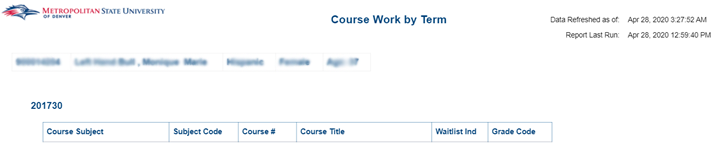 METROPOLITAN STATE UNIVERSITY
OF DENVER
Course Work by Term
Data Refreshed as of: Apr 28, 2020 3:27:52 AM
Report Last Run: Apr 28, 2020 12:59:40 PM
201730
Course Subject Subject Code Course # Course Title Waitlist Ind Grade Code